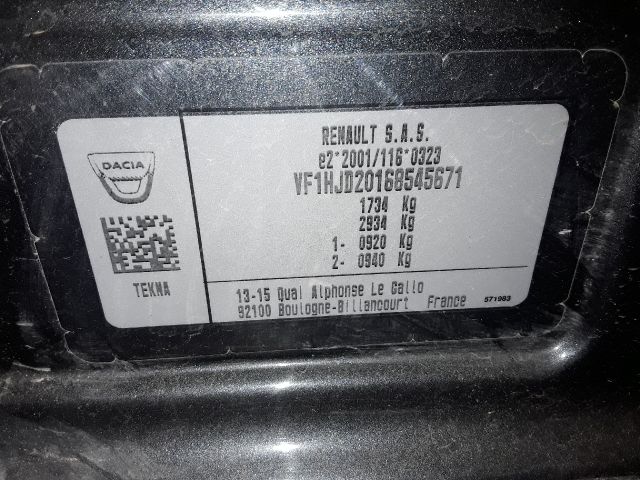 DACIA
TEKNA
RENAULT S.A.S.
e2*2001/116*0323
VF1HJD20168545671
1734 Kg
2934 Kg
1- 0920 Kg
2- 0940 Kg
13-15 Quai Alphonse Le Gallo
92100 Boulogne-Billancourt France
571983